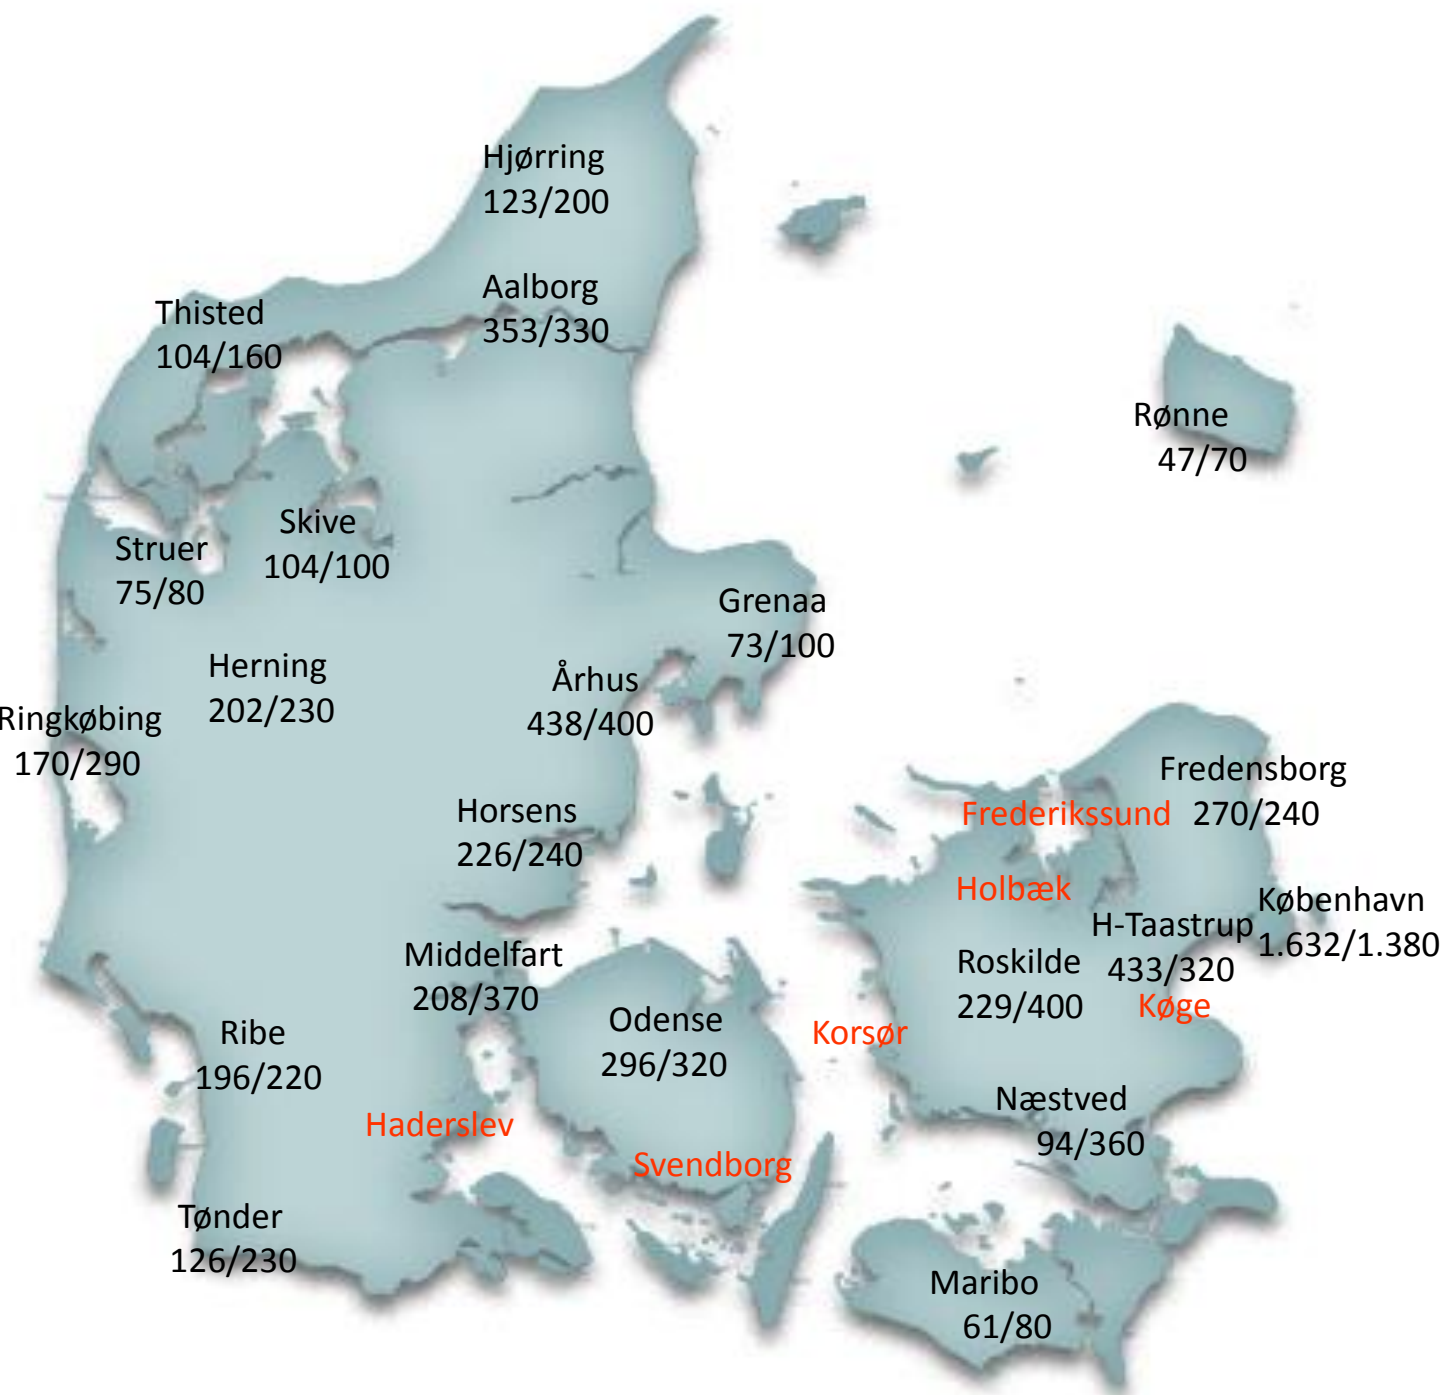 Hjørring
123/200
Aalborg
353/330
Thisted
104/160
Rønne
47/70
Skive
104/100
Struer
75/80
Grenaa
73/100
Herning
202/230
Århus
438/400
Ringkøbing
170/290
Fredensborg
270/240
Frederikssund
Horsens
226/240
Holbæk
København
1.632/1.380
H-Taastrup
433/320
Roskilde
229/400
Middelfart
208/370
Køge
Odense
296/320
Korsør
Ribe
196/220
Næstved
94/360
Haderslev
Svendborg
Tønder
126/230
Maribo
61/80